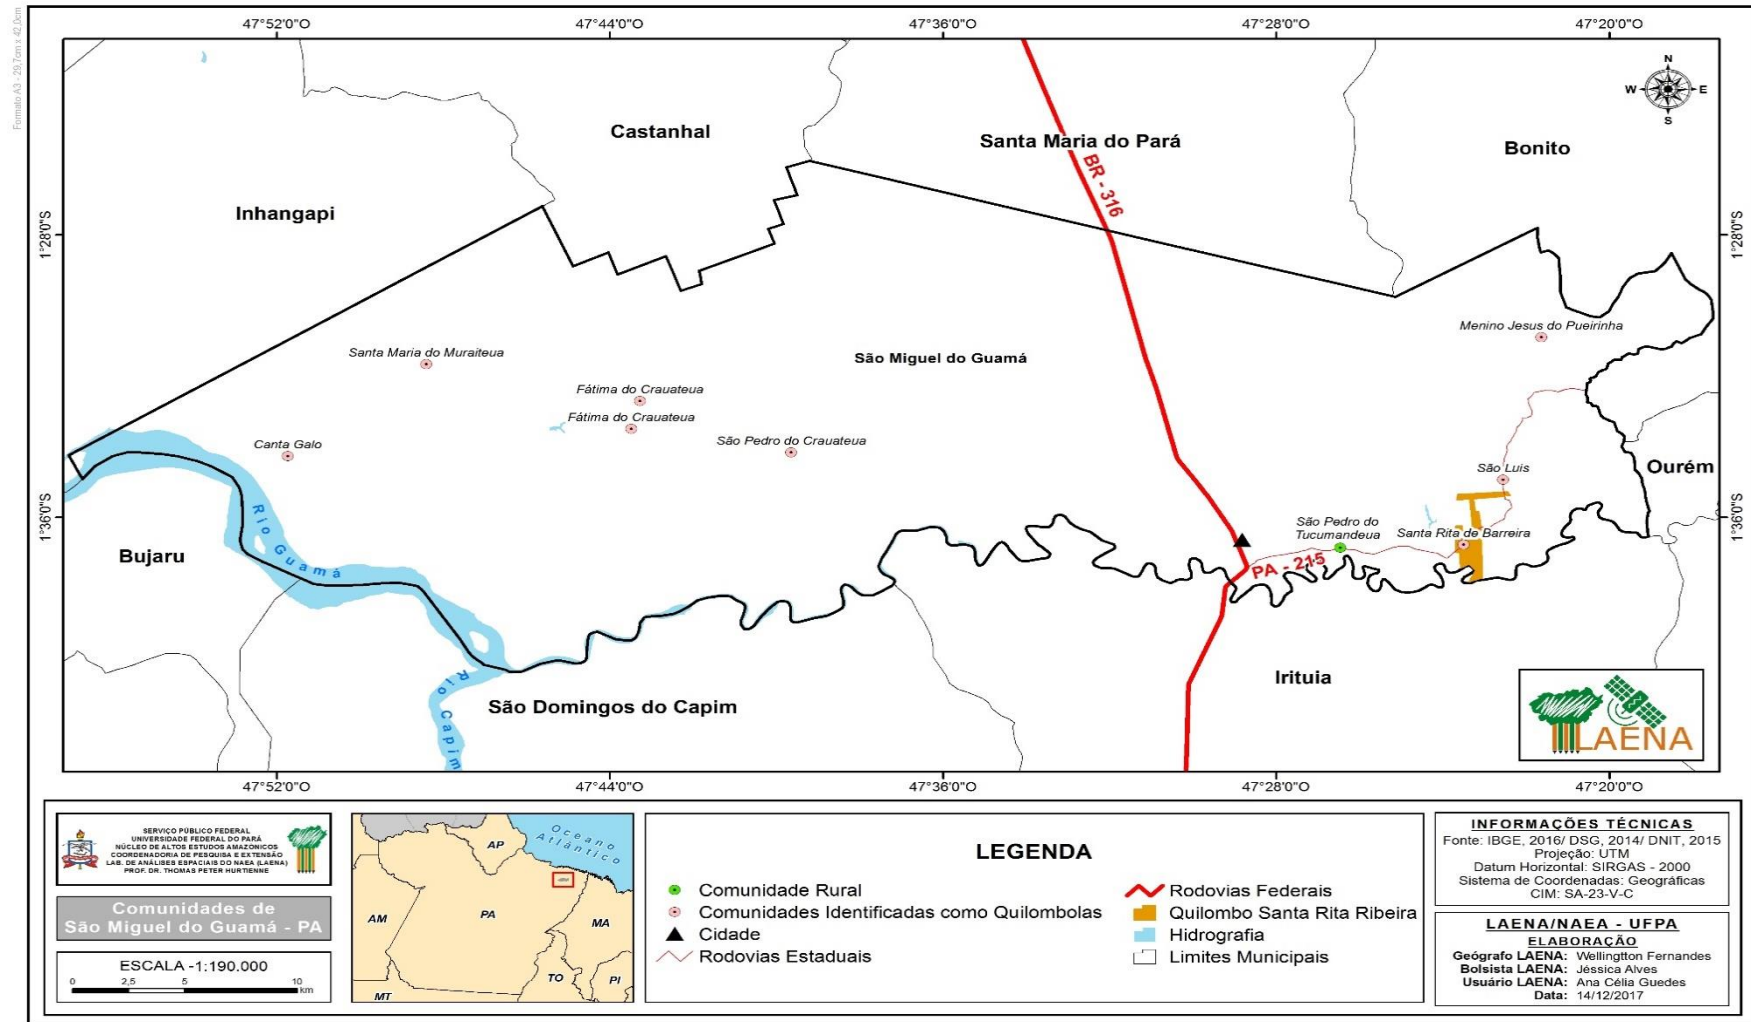 Formato A3 - 29,7cm x 42,0cm
47°52'0"O
47°44'0"O
47°36'0"O
47°28'0"O
47°20'0"O
N
W
E
S
Castanhal
Santa Maria do Pará
Bonito
Inhangapi
BR - 316
1°28'0"S
1°28'0"S
Menino Jesus do Pueirinha
Santa Maria do Muraiteua
São Miguel do Guamá
Fátima do Crauateua
Fátima do Crauateua
Canta Galo
São Pedro do Crauateua
São Luis
Ourém
1°36'0"S
1°36'0"S
Rio Guamá
São Pedro do
Tucumandeua
Santa Rita de Barreira
Bujaru
PA - 215
Rio Capim
São Domingos do Capim
Irituia
LAENA
47°52'0"O
47°44'0"O
47°36'0"O
47°28'0"O
47°20'0"O
SERVIÇO PÚBLICO FEDERAL
UNIVERSIDADE FEDERAL DO PARÁ
NÚCLEO DE ALTOS ESTUDOS AMAZONICOS
COORDENADORIA DE PESQUISA E EXTENSÃO
LAB. DE ANÁLISES ESPACIAIS DO NAEA (LAENA)
PROF. DR. THOMAS PETER HURTIENNE
Comunidades de
São Miguel do Guamá - PA
ESCALA -1:190.000
0 2,5 5 10
km
Oceano
Atlântico
AP
AM
PA
MA
TO
PI
MT
LEGENDA
Comunidade Rural
Comunidades Identificadas como Quilombolas
Cidade
Rodovias Estaduais
Rodovias Federais
Quilombo Santa Rita Ribeira
Hidrografia
Limites Municipais
INFORMAÇÕES TÉCNICAS
Fonte: IBGE, 2016/ DSG, 2014/ DNIT, 2015
Projeção: UTM
Datum Horizontal: SIRGAS - 2000
Sistema de Coordenadas: Geográficas
CIM: SA-23-V-C
LAENA/NAEA - UFPA
ELABORAÇÃO
Geógrafo LAENA: Wellingtton Fernandes
Bolsista LAENA: Jéssica Alves
Usuário LAENA: Ana Célia Guedes
Data: 14/12/2017